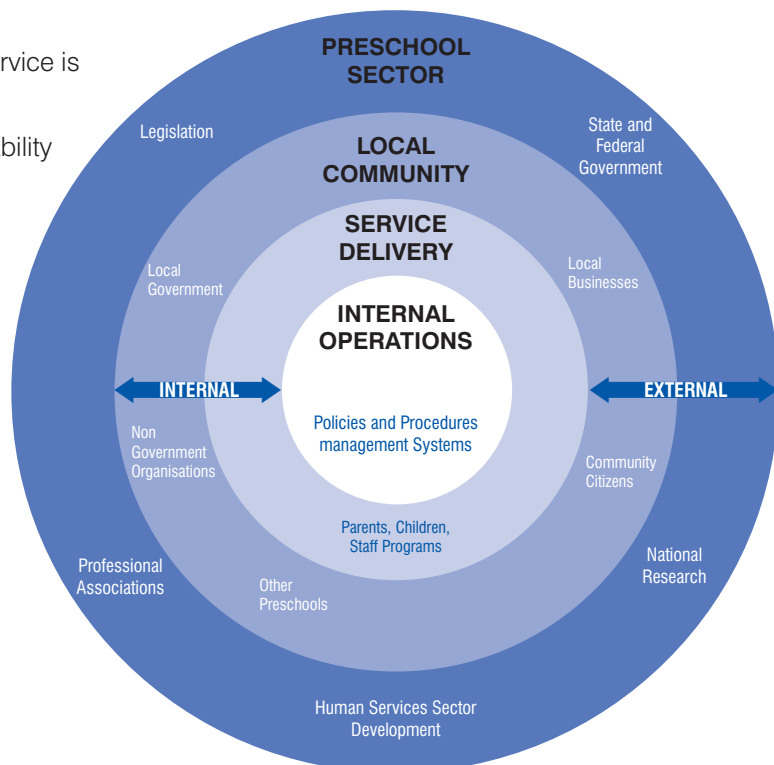 rvice is
bility
PRESCHOOL
SECTOR
Legislation
State and
Federal
Government
LOCAL
COMMUNITY
SERVICE
DELIVERY
Local
Government
Local
Businesses
INTERNAL
OPERATIONS
INTERNAL
EXTERNAL
Policies and Procedures
management Systems
Non
Government
Organisations
Community
Citizens
Parents, Children,
Staff Programs
Professional
Associations
National
Research
Other
Preschools
Human Services Sector
Development